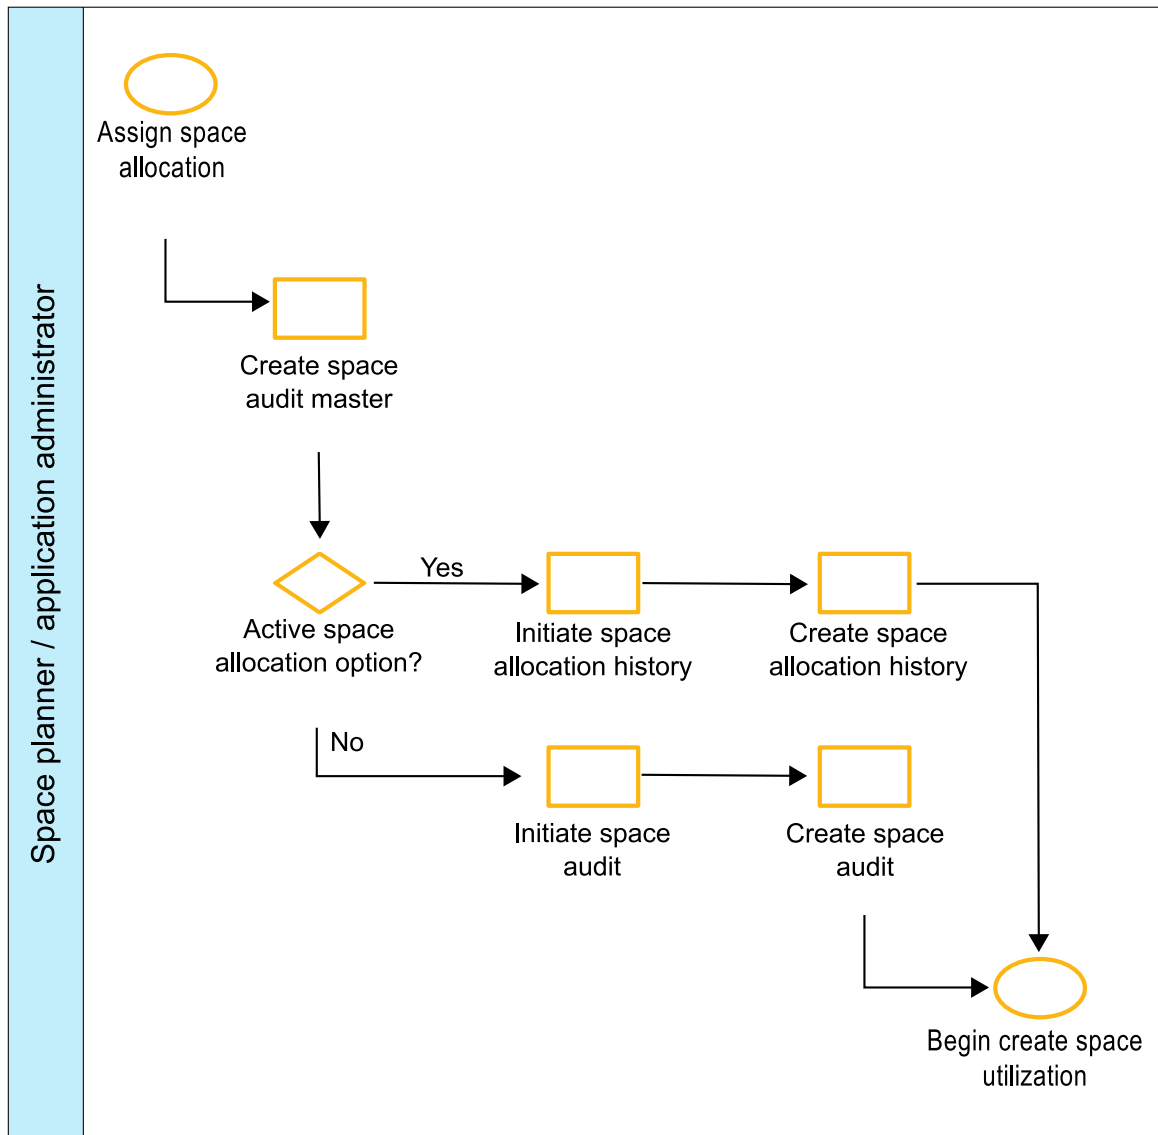 Space planner / application administrator
Assign space
allocation
Create space
audit master
Yes
Active space
allocation option?
Initiate space
allocation history
Create space
allocation history
No
Initiate space
audit
Create space
audit
Begin create space
utilization